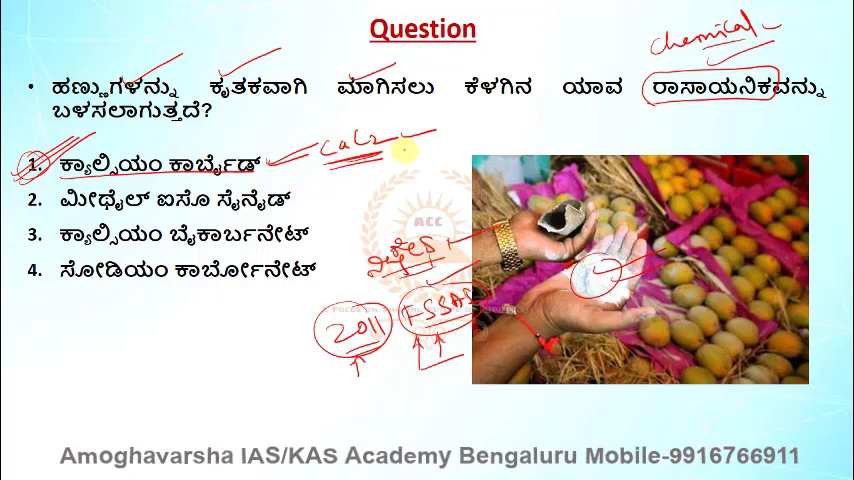 Question
chemical
• ಹಣ್ಣುಗಳನ್ನು ಕೃತಕವಾಗಿ ಮಾಗಿಸಲು ಕೆಳಗಿನ ಯಾವ ರಾಸಾಯನಿಕವನ್ನು
ಬಳಸಲಾಗುತ್ತದೆ?
1. ಕ್ಯಾಲ್ಸಿಯಂ ಕಾರ್ಬೈಡ್ CaC2
2. ಮೀಥೈಲ್ ಐಸೊ ಸೈನೈಡ್
3. ಕ್ಯಾಲ್ಸಿಯಂ ಬೈಕಾರ್ಬನೇಟ್
4. ಸೋಡಿಯಂ ಕಾರ್ಬೋನೇಟ್
ACC
ನಿಷೇಧ
2011 FSSAI
Amoghavarsha IAS/KAS Academy Bengaluru Mobile-9916766911